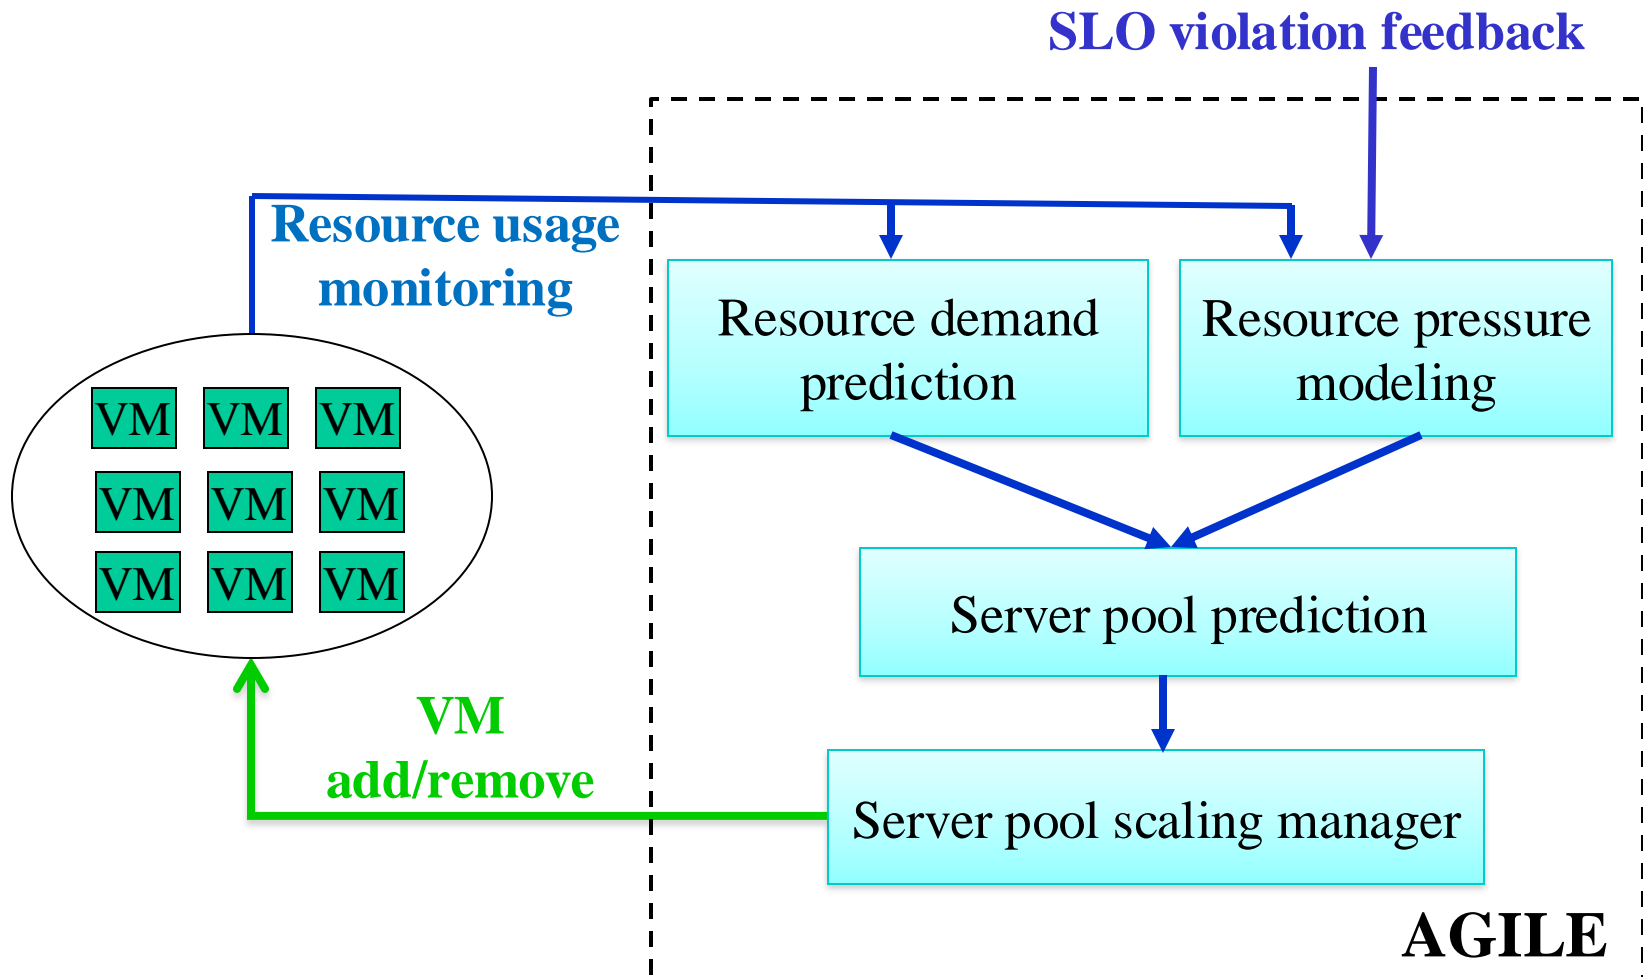 SLO violation feedback
Resource usage
monitoring
Resource demand
prediction
Resource pressure
modeling
VM VM VM
VM VM VM
VM VM VM
Server pool prediction
VM
add/remove
Server pool scaling manager
AGILE